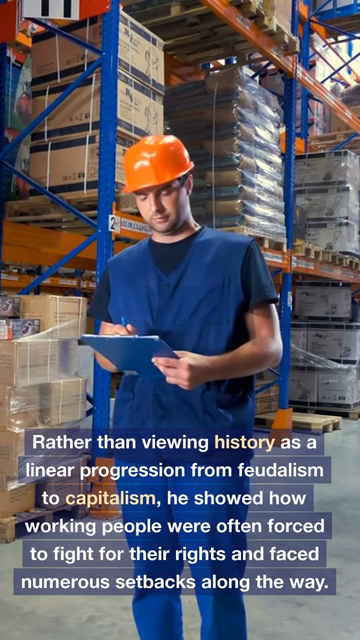 Rather than viewing history as a
linear progression from feudalism
to capitalism, he showed how
working people were often forced
to fight for their rights and faced
numerous setbacks along the way.